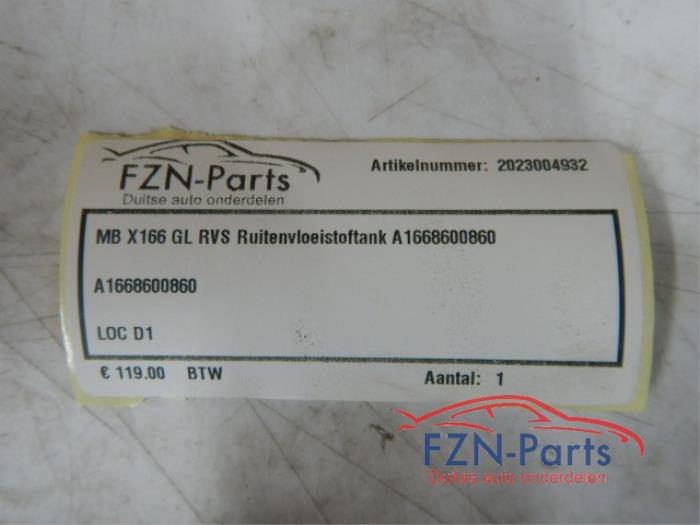 FZN-Parts
Duitse auto onderdelen
Artikelnummer: 2023004932
MB X166 GL RVS Ruitenvloeistoftank A1668600860
A1668600860
LOC D1
€ 119.00 BTW
Aantal: 1
FZN-Parts
Duitse auto onderdelen